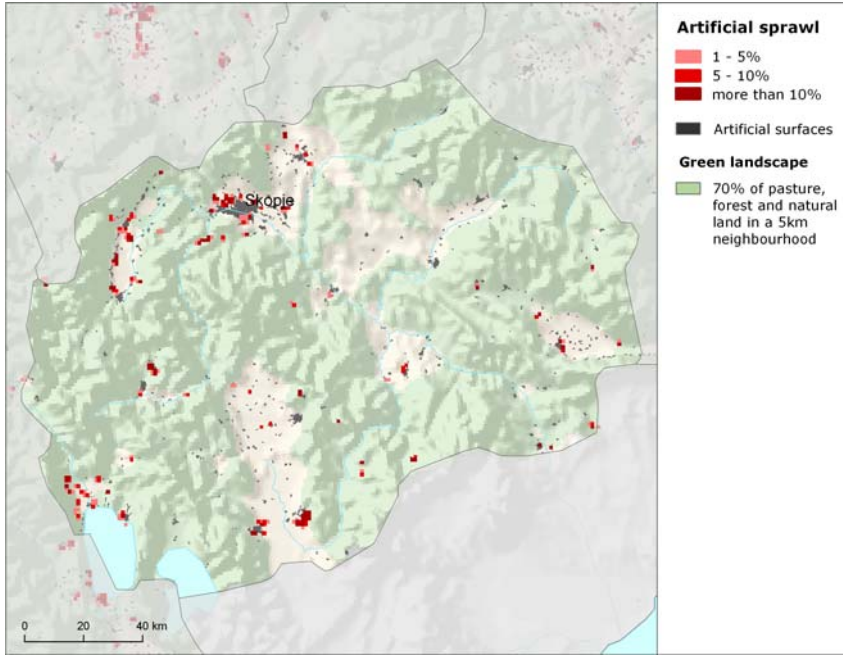 Artificial sprawl
1 - 5%
5 - 10%
more than 10%
Artificial surfaces
Green landscape
70% of pasture,
forest and natural
land in a 5km
neighbourhood
Skopje
0 20 40 km